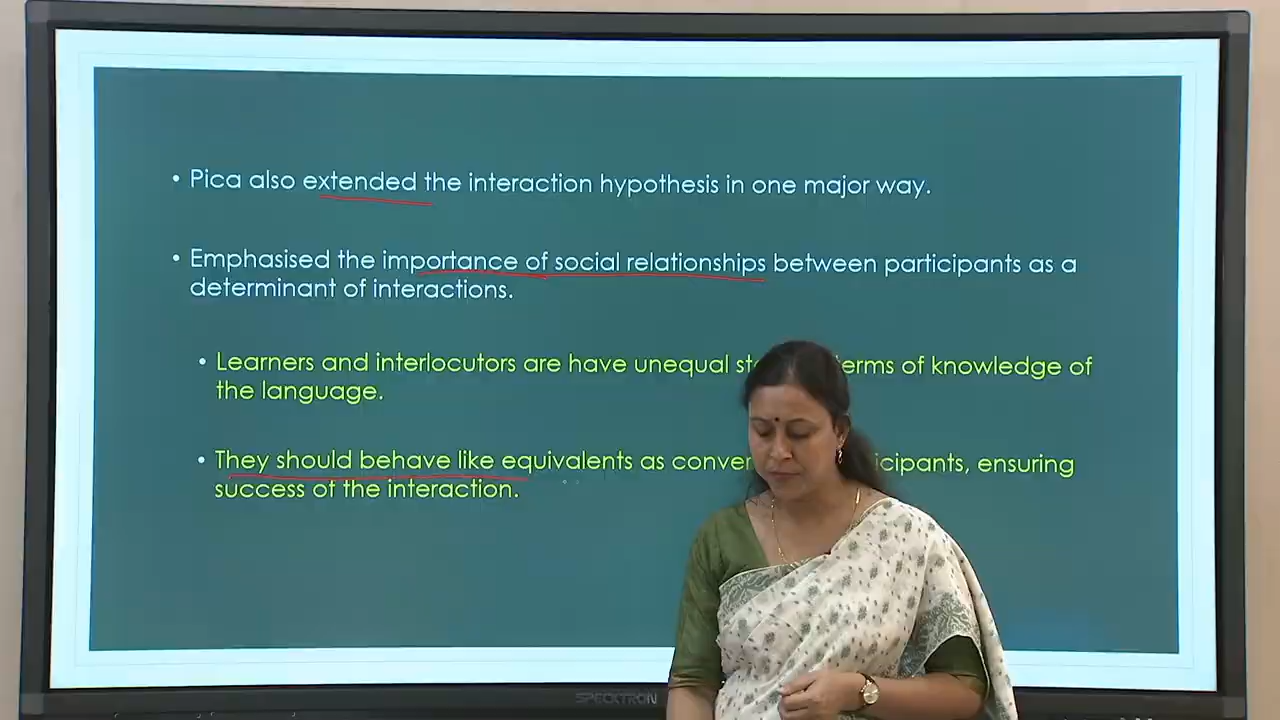 • Pica also extended the interaction hypothesis in one major way.
• Emphasised the importance of social relationships between participants as a
determinant of interactions.
• Learners and interlocutors are have unequal terms of knowledge of
the language.
• They should behave like equivalents as ensuring
success of the interaction.
SPECKTRON